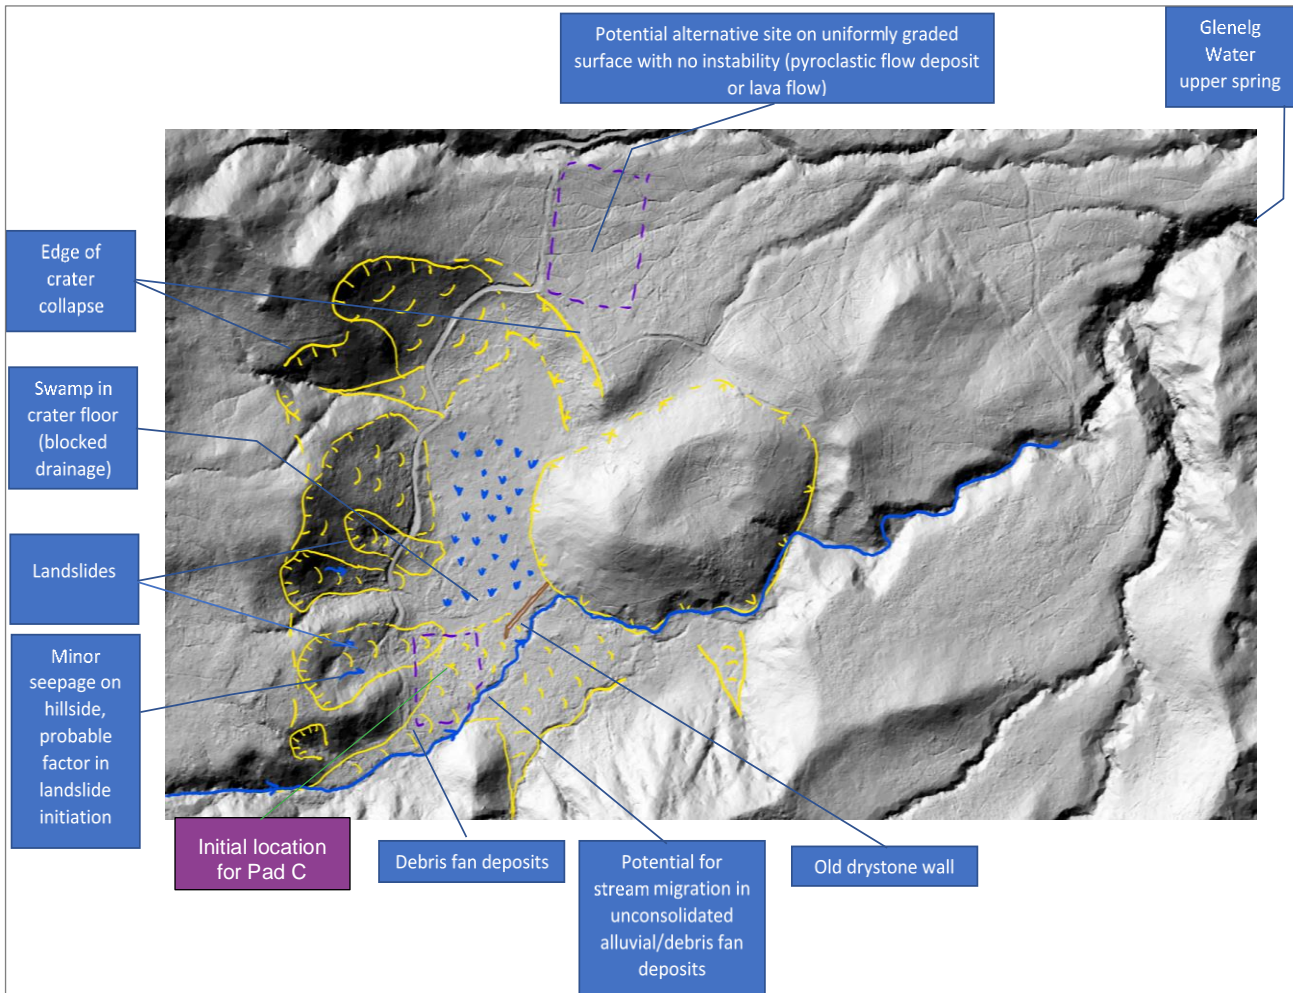 Potential alternative site on uniformly graded
surface with no instability (pyroclastic flow deposit
or lava flow)
Glenelg
Water
upper spring
Edge of
crater
collapse
Swamp in
crater floor
(blocked
drainage)
Landslides
Minor
seepage on
hillside,
probable
factor in
landslide
initiation
Initial location
for Pad C
Debris fan deposits
Potential for
stream migration in
unconsolidated
alluvial/debris fan
deposits
Old drystone wall